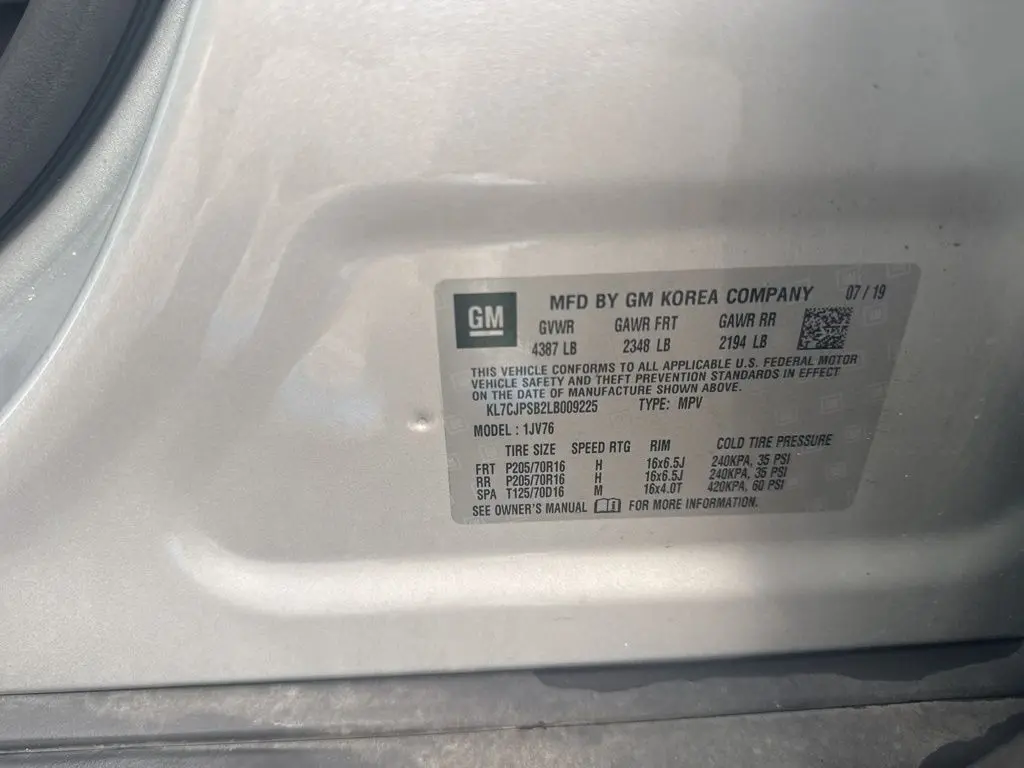 GM MFD BY GM KOREA COMPANY 07 / 19
GVWR GAWR FRT GAWR RR
4387 LB 2348 LB 2194 LB
THIS VEHICLE CONFORMS TO ALL APPLICABLE U.S. FEDERAL MOTOR
VEHICLE SAFETY AND THEFT PREVENTION STANDARDS IN EFFECT
ON THE DATE OF MANUFACTURE SHOWN ABOVE.
KL7CJPSB2LB009225 TYPE: MPV
MODEL : 1JV76
TIRE SIZE SPEED RTG RIM COLD TIRE PRESSURE
FRT P205/70R16 H 16x6.5J 240KPA, 35 PSI
RR P205/70R16 H 16x6.5J 240KPA, 35 PSI
SPA T125/70D16 M 16x4.0T 420KPA, 60 PSI
SEE OWNER'S MANUAL FOR MORE INFORMATION.